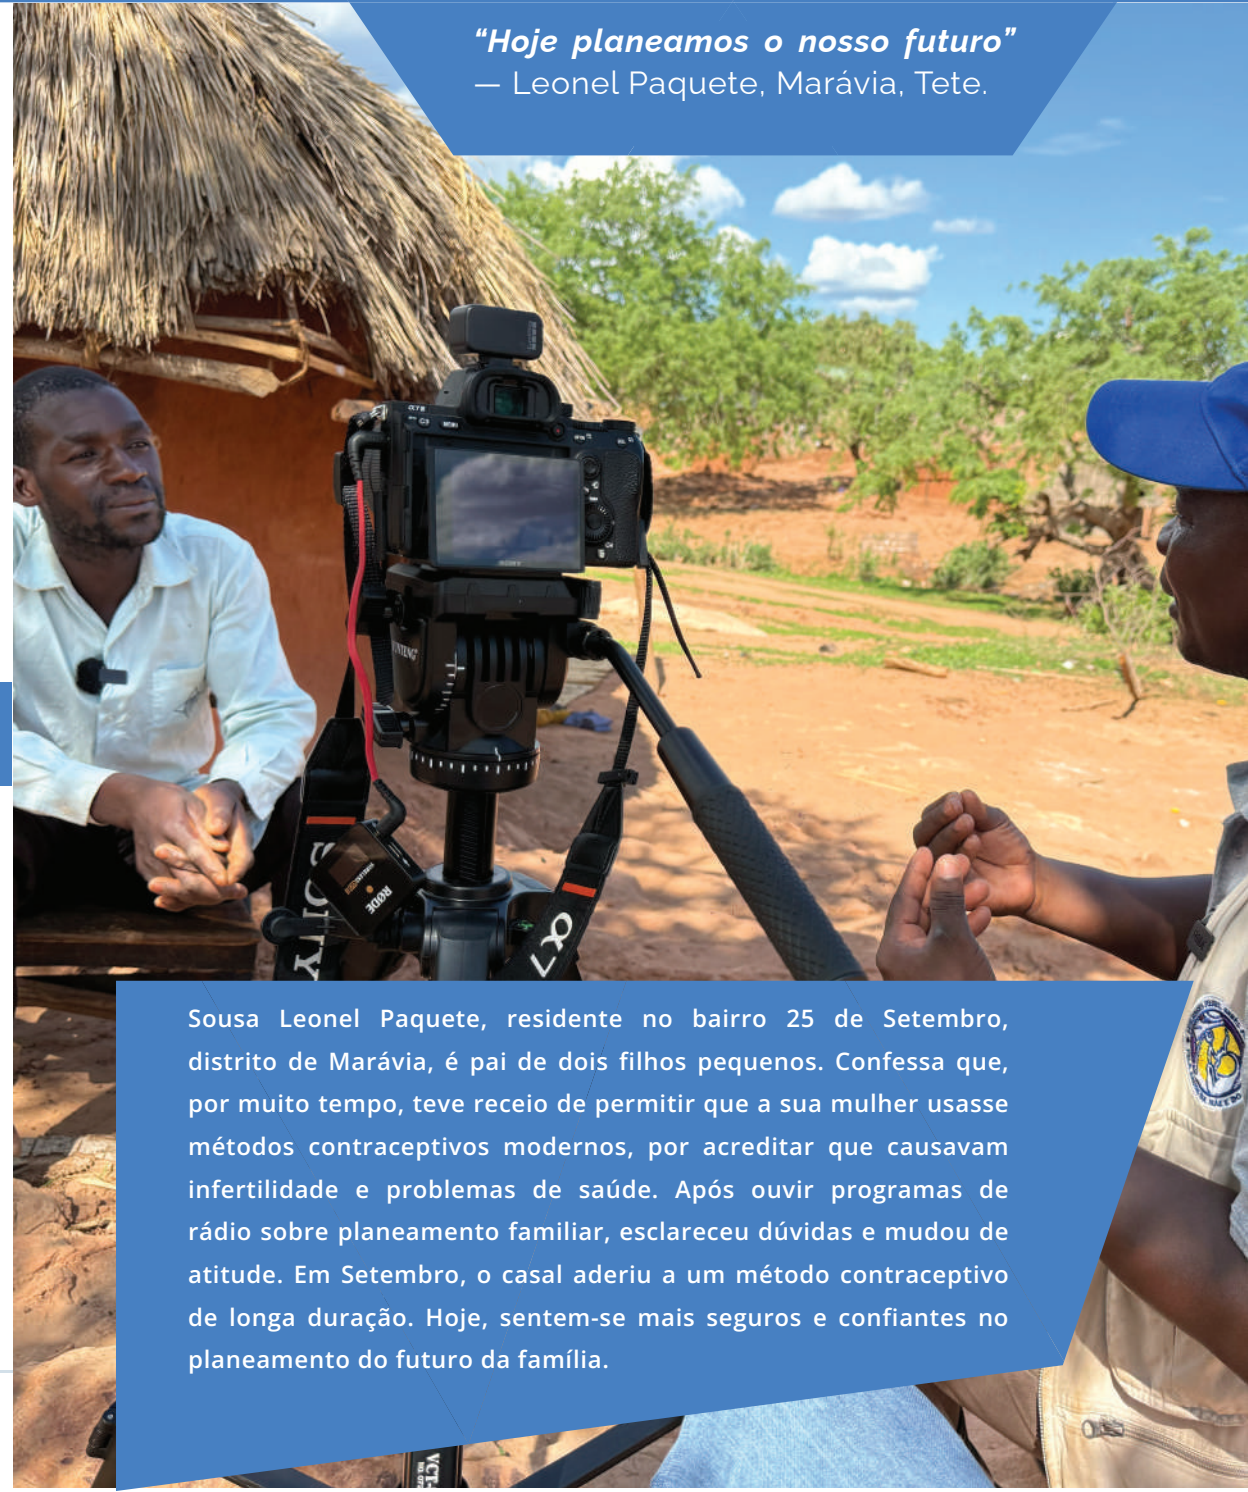 “Hoje planeamos o nosso futuro”
— Leonel Paquete, Marávia, Tete.
SONY
RØDE
SONY
α7
Sousa Leonel Paquete, residente no bairro 25 de Setembro,
distrito de Marávia, é pai de dois filhos pequenos. Confessa que,
por muito tempo, teve receio de permitir que a sua mulher usasse
métodos contraceptivos modernos, por acreditar que causavam
infertilidade e problemas de saúde. Após ouvir programas de
rádio sobre planeamento familiar, esclareceu dúvidas e mudou de
atitude. Em Setembro, o casal aderiu a um método contraceptivo
de longa duração. Hoje, sentem-se mais seguros e confiantes no
planeamento do futuro da família.
VCT-